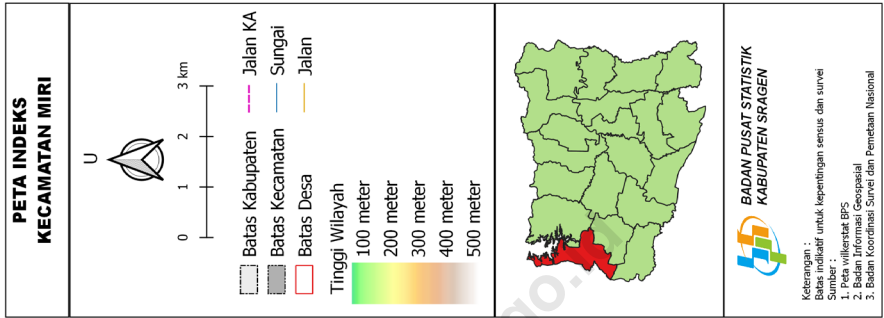 PETA INDEKS
KECAMATAN MIRI
U
0 1 2 3 km
Batas Kabupaten
Jalan KA
Batas Kecamatan
Sungai
Batas Desa
Jalan
Tinggi Wilayah
100 meter
200 meter
300 meter
400 meter
500 meter
BADAN PUSAT STATISTIK
KABUPATEN SRAGEN
Keterangan :
Batas indikatif untuk kepentingan sensus dan survei
Sumber :
1. Peta wilkerstat BPS
2. Badan Informasi Geospasial
3. Badan Koordinasi Survei dan Pemetaan Nasional
go.